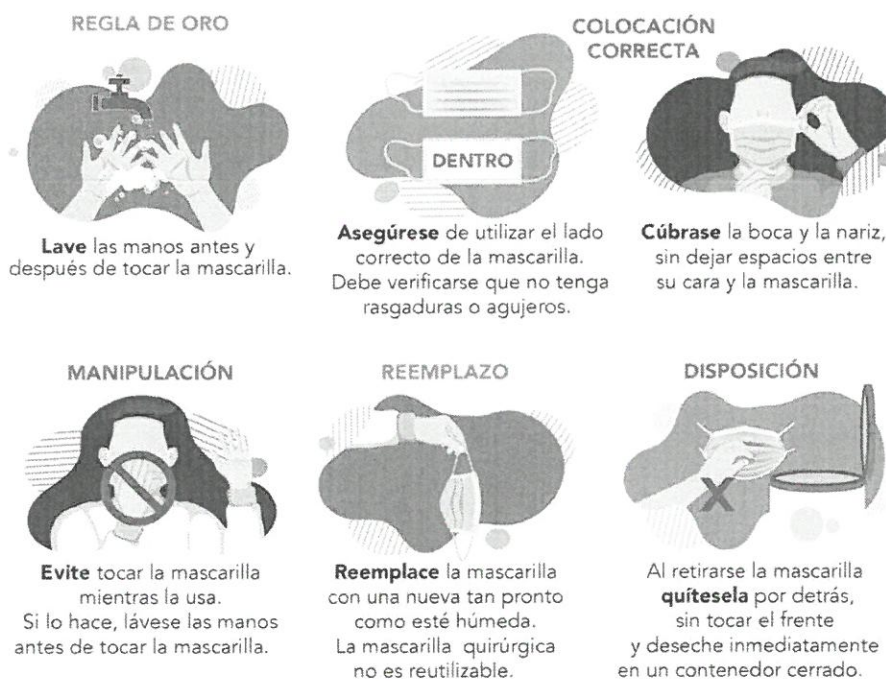 REGLA DE ORO
Lave las manos antes y
después de tocar la mascarilla.
COLOCACIÓN
CORRECTA
DENTRO
Asegúrese de utilizar el lado
correcto de la mascarilla.
Debe verificarse que no tenga
rasgaduras o agujeros.
Cúbrase la boca y la nariz,
sin dejar espacios entre
su cara y la mascarilla.
MANIPULACIÓN
Evite tocar la mascarilla
mientras la usa.
Si lo hace, lávese las manos
antes de tocar la mascarilla.
REEMPLAZO
Reemplace la mascarilla
con una nueva tan pronto
como esté húmeda.
La mascarilla quirúrgica
no es reutilizable.
DISPOSICIÓN
X
Al retirarse la mascarilla
quítesela por detrás,
sin tocar el frente
y deseche inmediatamente
en un contenedor cerrado.